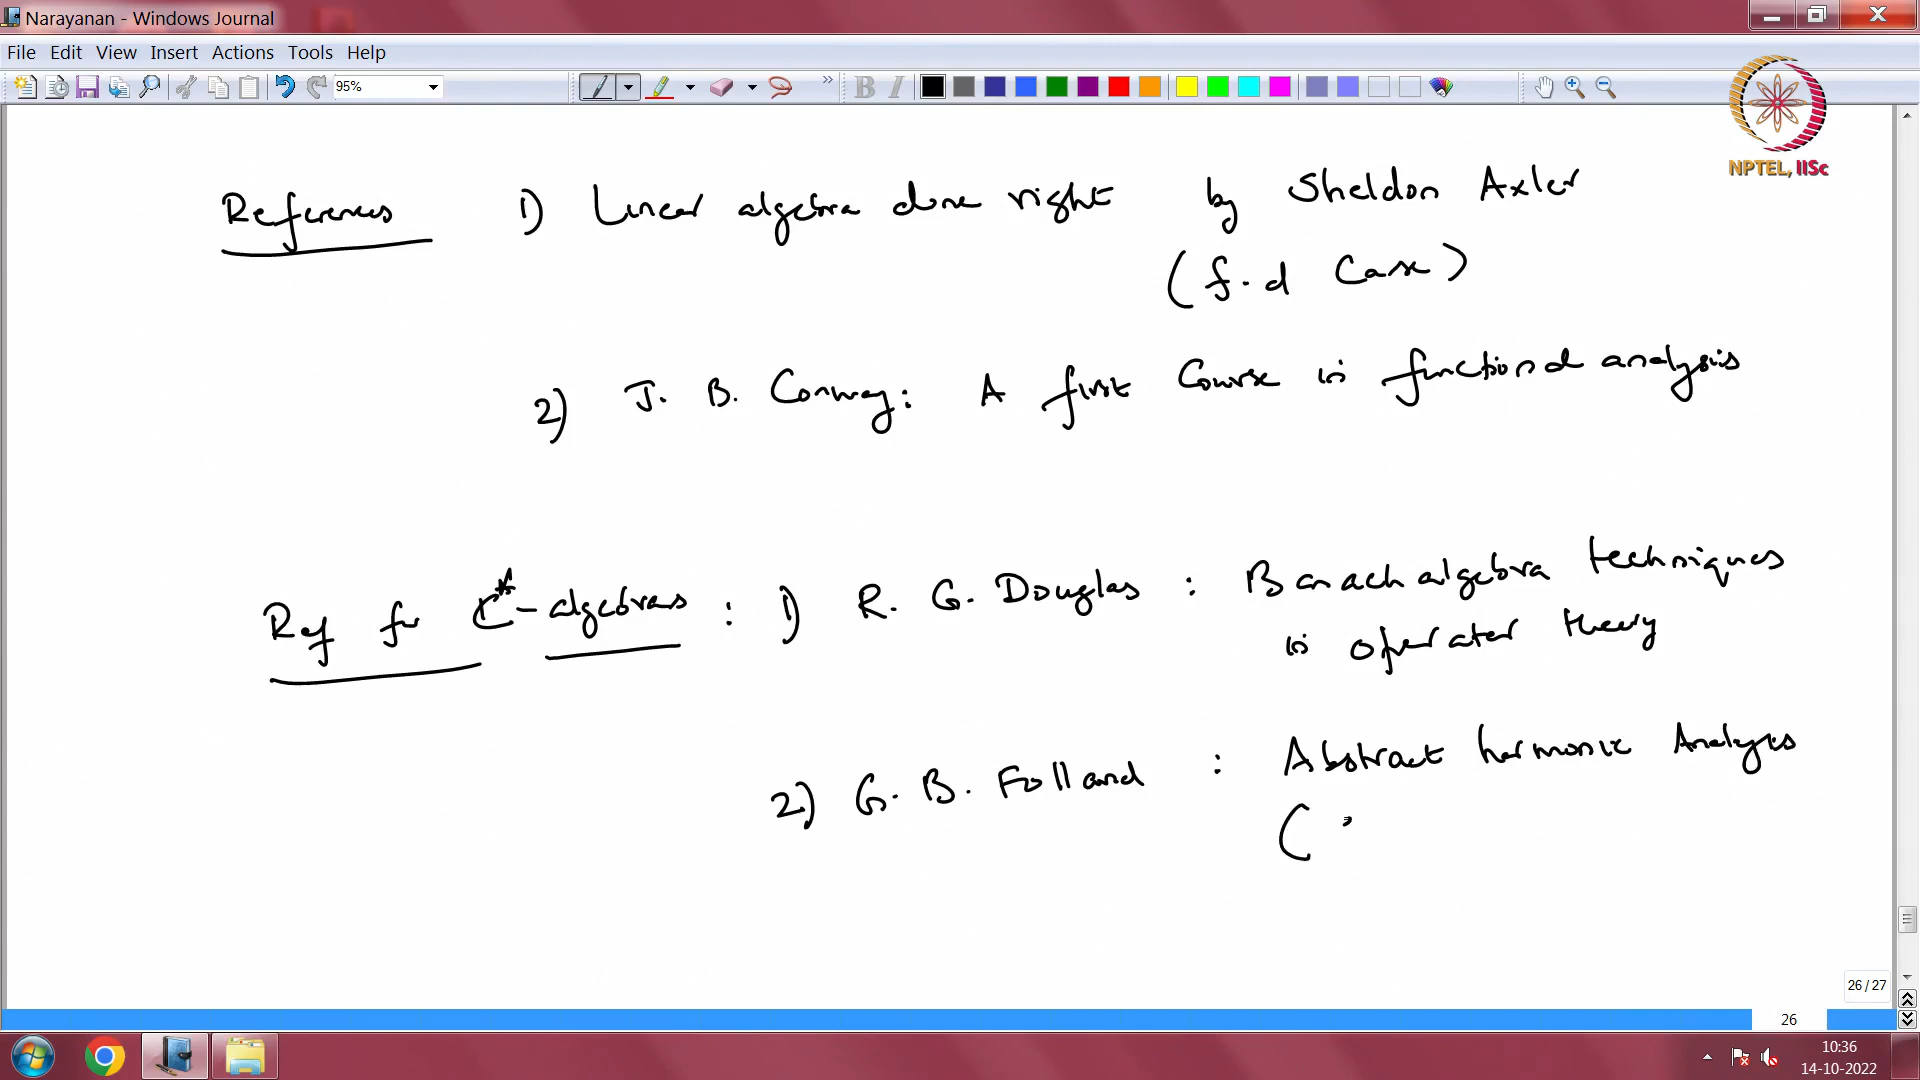 Narayanan - Windows Journal
File Edit View Insert Actions Tools Help
95%
NPTEL, IISc
References 1) Linear algebra done right by Sheldon Axler
(f.d Case)
2) J. B. Conway: A first Course in functional analysis
Ref for C*-algebras : 1) R. G. Douglas : Banach algebra techniques
in operator theory
2) G. B. Folland : Abstract harmonic Analysis
(
26 / 27
26
10:36
14-10-2022